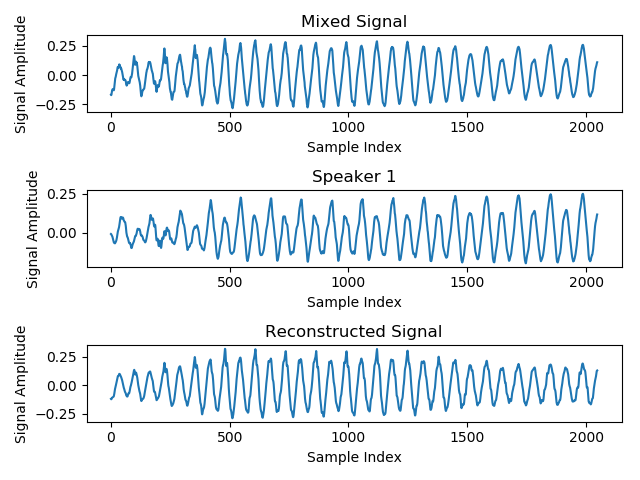 Mixed Signal
Signal Amplitude
0.25
0.00
−0.25
0 500 1000 1500 2000
Sample Index
Speaker 1
Signal Amplitude
0.25
0.00
0 500 1000 1500 2000
Sample Index
Reconstructed Signal
Signal Amplitude
0.25
0.00
−0.25
0 500 1000 1500 2000
Sample Index